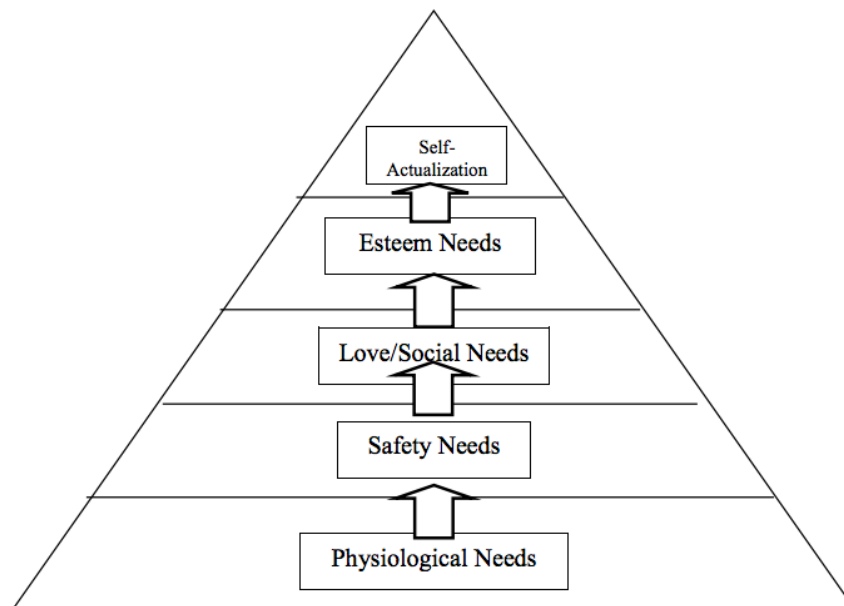 Self-
Actualization
Esteem Needs
Love/Social Needs
Safety Needs
Physiological Needs